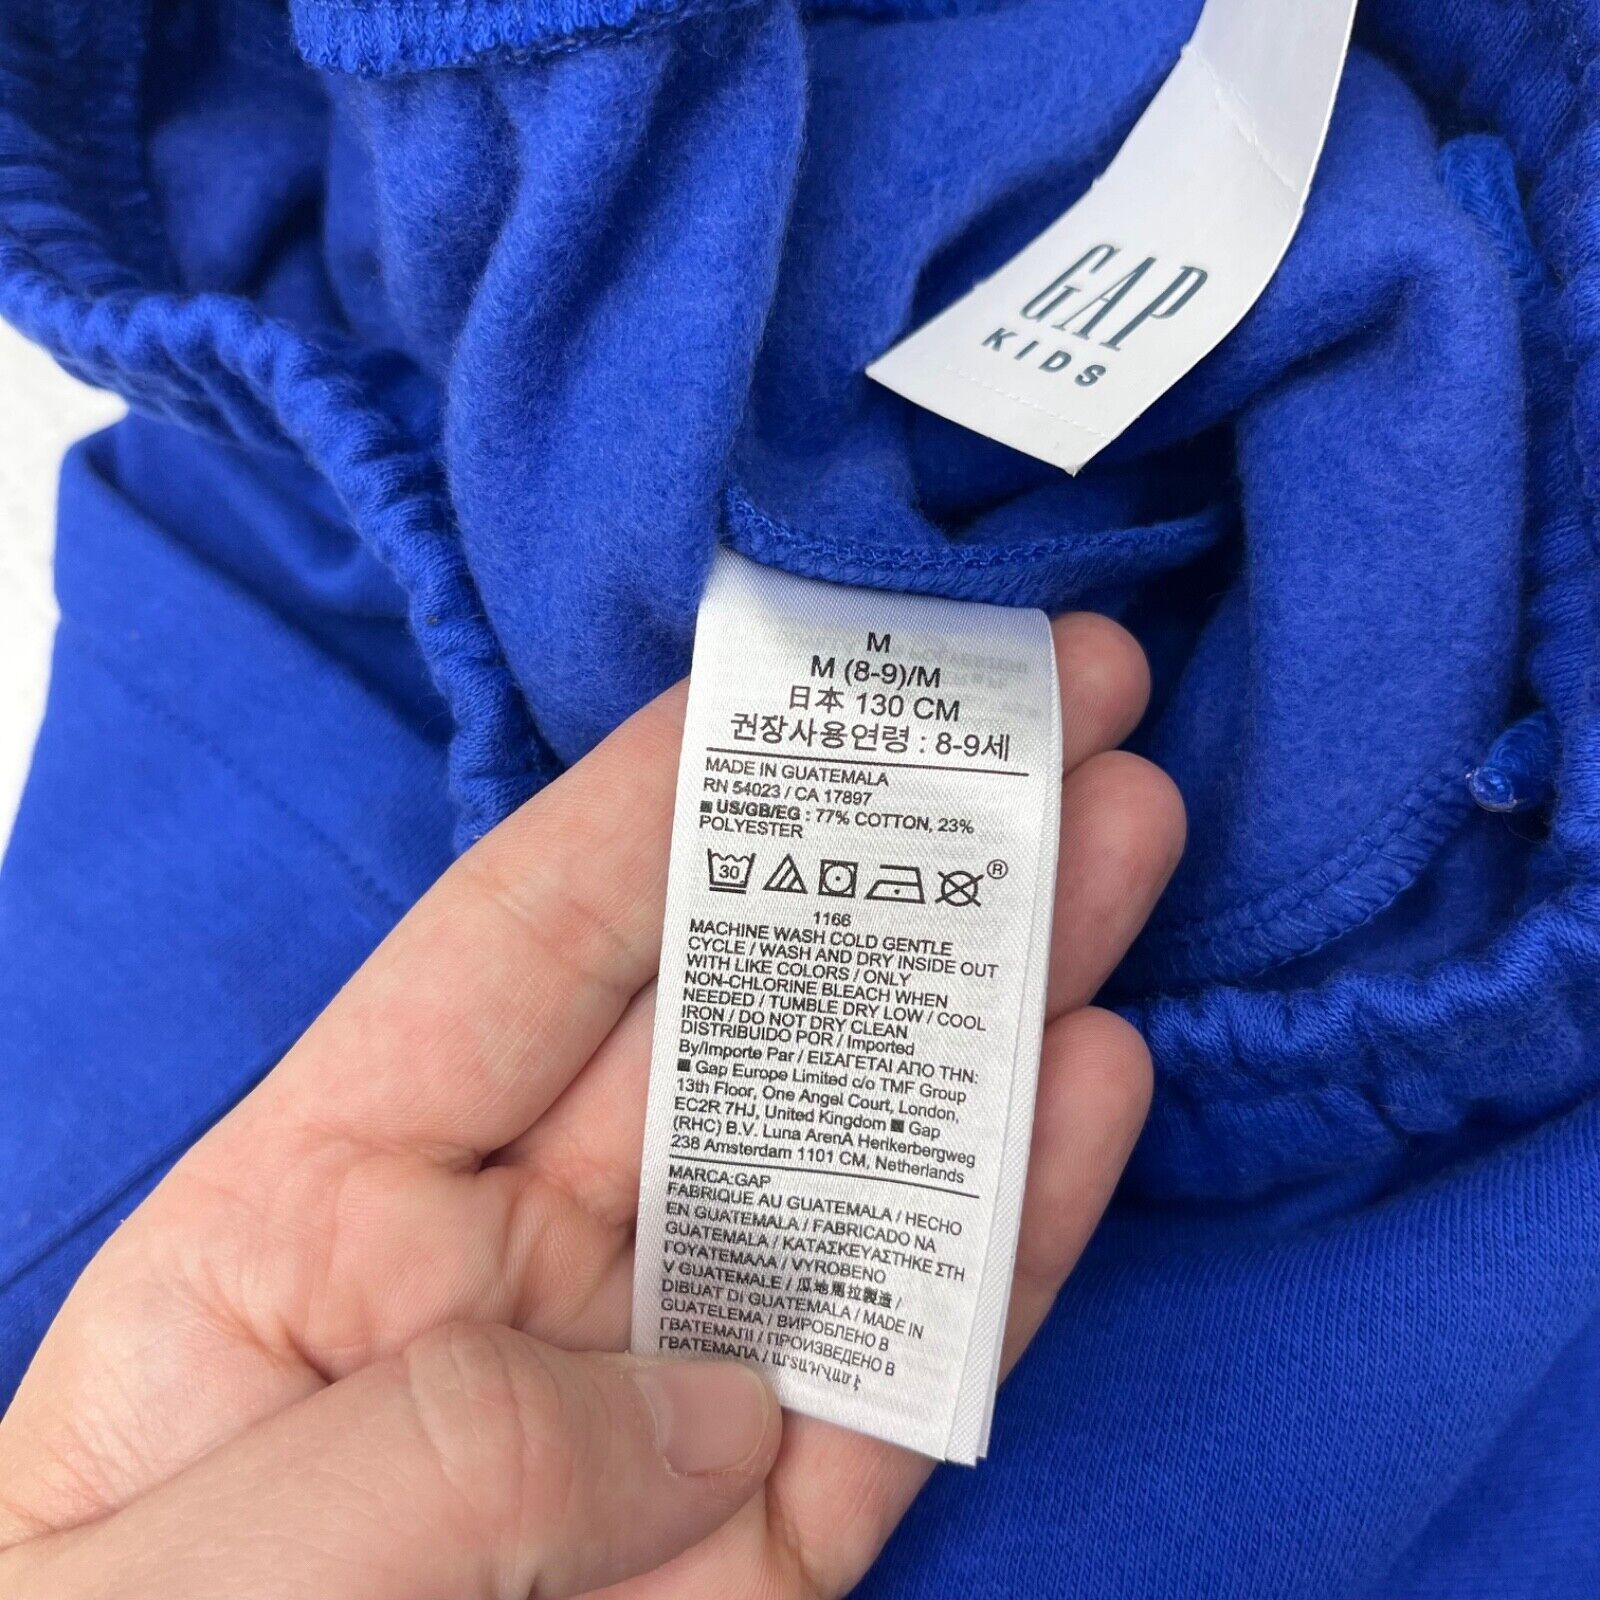 GAP
KIDS
M
M (8-9)/M
日本 130 CM
권장사용연령 : 8-9세
MADE IN GUATEMALA
RN 54023 / CA 17897
US/GB/EG : 77% COTTON, 23%
POLYESTER
30
®
1166
MACHINE WASH COLD GENTLE
CYCLE / WASH AND DRY INSIDE OUT
WITH LIKE COLORS / ONLY
NON-CHLORINE BLEACH WHEN
NEEDED / TUMBLE DRY LOW / COOL
IRON / DO NOT DRY CLEAN
DISTRIBUIDO POR / Imported
By/Importe Par / ΕΙΣΑΓΕΤΑΙ ΑΠΟ ΤΗΝ:
Gap Europe Limited c/o TMF Group
13th Floor, One Angel Court, London,
EC2R 7HJ, United Kingdom Gap
(RHC) B.V. Luna ArenA Herikerbergweg
238 Amsterdam 1101 CM, Netherlands
MARCA:GAP
FABRIQUE AU GUATEMALA / HECHO
EN GUATEMALA / FABRICADO NA
GUATEMALA / ΚΑΤΑΣΚΕΥΑΣΤΗΚΕ ΣΤΗ
ΓΟΥΑΤΕΜΑΛΑ / VYROBENO
V GUATEMALE / 瓜地馬拉製造 /
DIBUAT DI GUATEMALA / MADE IN
GUATELEMA / ВИРОБЛЕНО В
ГВАТЕМАЛІ / ПРОИЗВЕДЕНО В
ГВАТЕМАЛА /